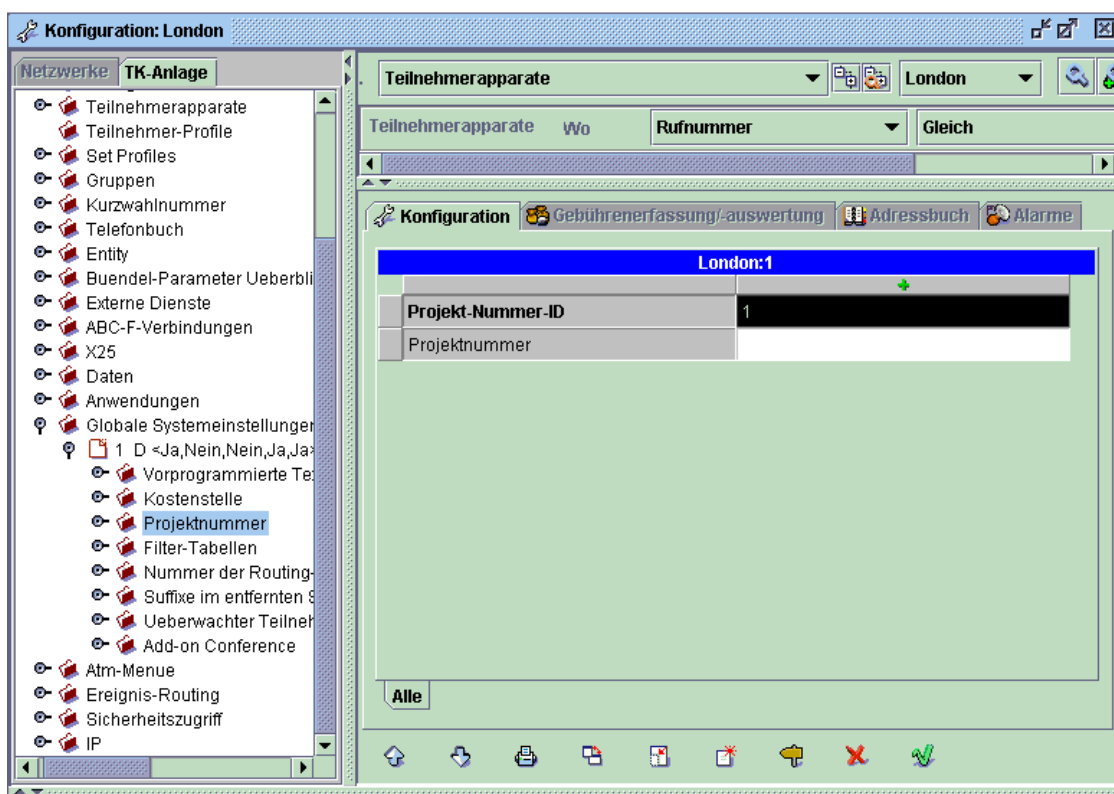 Konfiguration: London
Netzwerke TK-Anlage
Teilnehmerapparate
Teilnehmer-Profile
Set Profiles
Gruppen
Kurzwahlnummer
Telefonbuch
Entity
Buendel-Parameter Ueberbli
Externe Dienste
ABC-F-Verbindungen
X25
Daten
Anwendungen
Globale Systemeinstellunger
1 D <Ja,Nein,Nein,Ja,Ja>
Vorprogrammierte Te
Kostenstelle
Projektnummer
Filter-Tabellen
Nummer der Routing-
Suffixe im entfernten S
Ueberwachter Teilneh
Add-on Conference
Atm-Menue
Ereignis-Routing
Sicherheitszugriff
IP
Teilnehmerapparate London
Teilnehmerapparate Wo Rufnummer Gleich
Konfiguration Gebührenerfassung/-auswertung Adressbuch Alarme
London:1
Projekt-Nummer-ID 1
Projektnummer
Alle